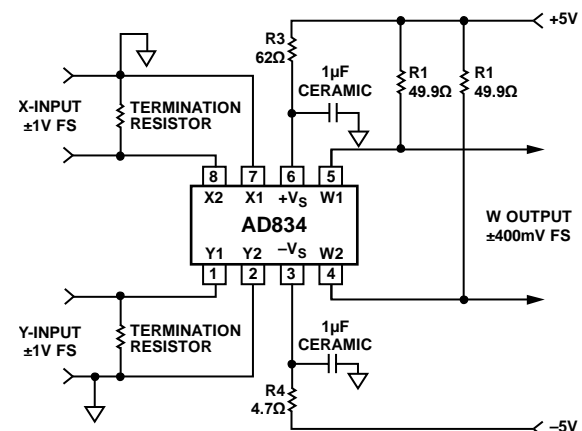 +5V
R3
62Ω
1µF
CERAMIC
R1
49.9Ω
R1
49.9Ω
X-INPUT
±1V FS
TERMINATION
RESISTOR
8 7 6 5
X2 X1 +VS W1
AD834
Y1 Y2 –VS W2
1 2 3 4
W OUTPUT
±400mV FS
Y-INPUT
±1V FS
TERMINATION
RESISTOR
1µF
CERAMIC
R4
4.7Ω
–5V